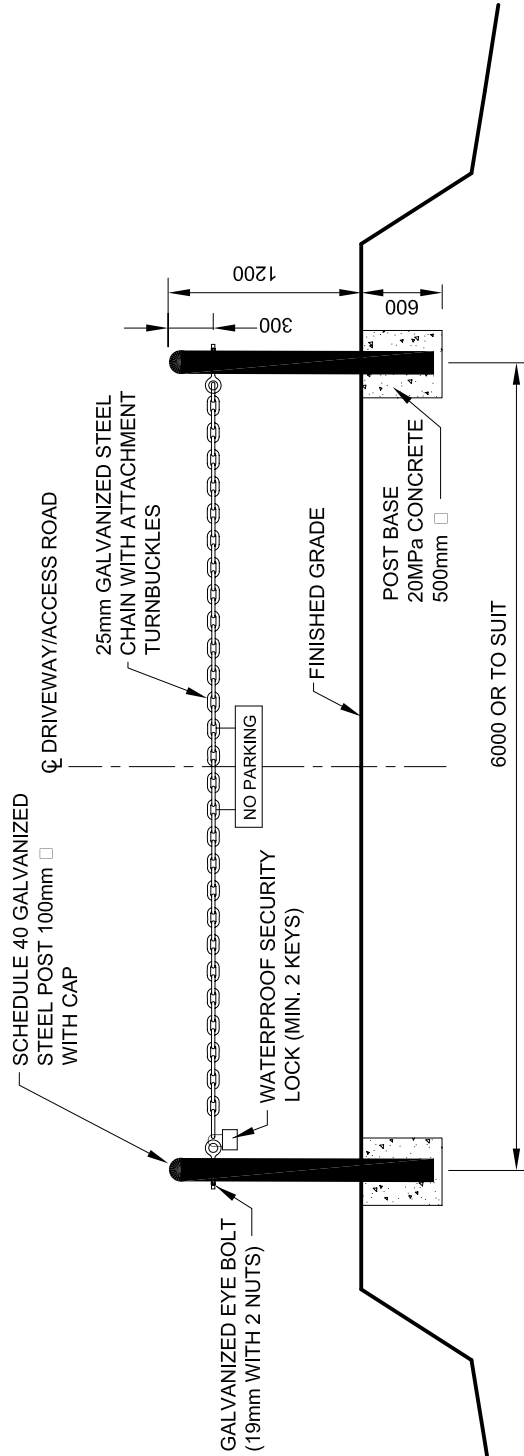 SCHEDULE 40 GALVANIZED
STEEL POST 100mm □
WITH CAP
℄ DRIVEWAY/ACCESS ROAD
25mm GALVANIZED STEEL
CHAIN WITH ATTACHMENT
TURNBUCKLES
300
1200
NO PARKING
GALVANIZED EYE BOLT
(19mm WITH 2 NUTS)
WATERPROOF SECURITY
LOCK (MIN. 2 KEYS)
FINISHED GRADE
600
POST BASE
20MPa CONCRETE
500mm □
6000 OR TO SUIT